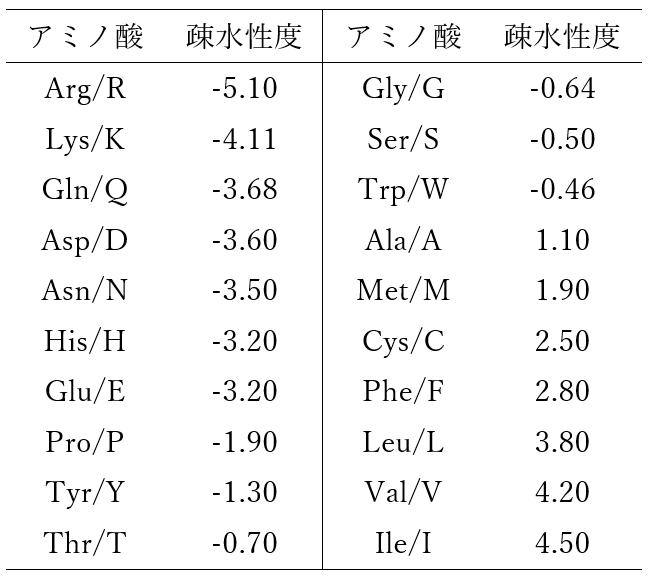 アミノ酸 疎水性度 アミノ酸 疎水性度
Arg/R -5.10 Gly/G -0.64
Lys/K -4.11 Ser/S -0.50
Gln/Q -3.68 Trp/W -0.46
Asp/D -3.60 Ala/A 1.10
Asn/N -3.50 Met/M 1.90
His/H -3.20 Cys/C 2.50
Glu/E -3.20 Phe/F 2.80
Pro/P -1.90 Leu/L 3.80
Tyr/Y -1.30 Val/V 4.20
Thr/T -0.70 Ile/I 4.50